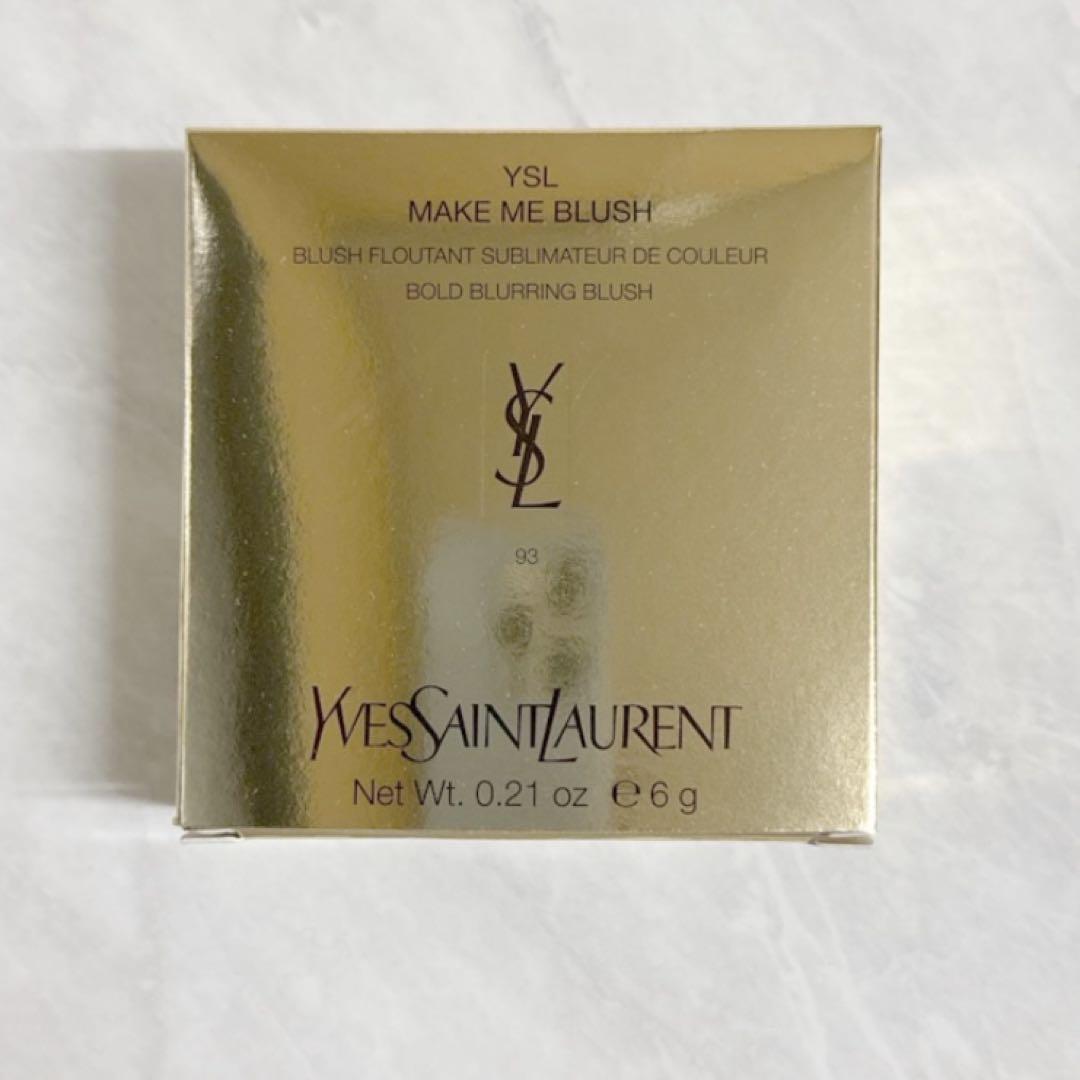 YSL
MAKE ME BLUSH
BLUSH FLOUTANT SUBLIMATEUR DE COULEUR
BOLD BLURRING BLUSH
YSL
93
YVESSAINTLAURENT
Net Wt. 0.21 oz ℮ 6 g